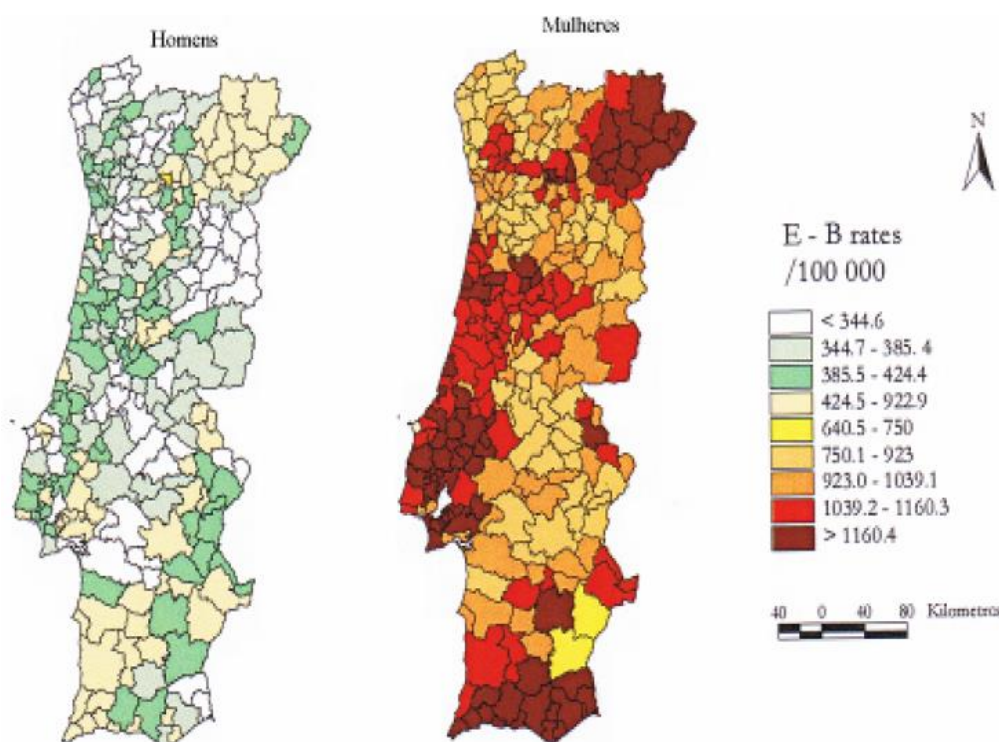 Homens
Mulheres
N
E - B rates
/100 000
< 344.6
344.7 - 385. 4
385.5 - 424.4
424.5 - 922.9
640.5 - 750
750.1 - 923
923.0 - 1039.1
1039.2 - 1160.3
> 1160.4
40 0 40 80 Kilometros